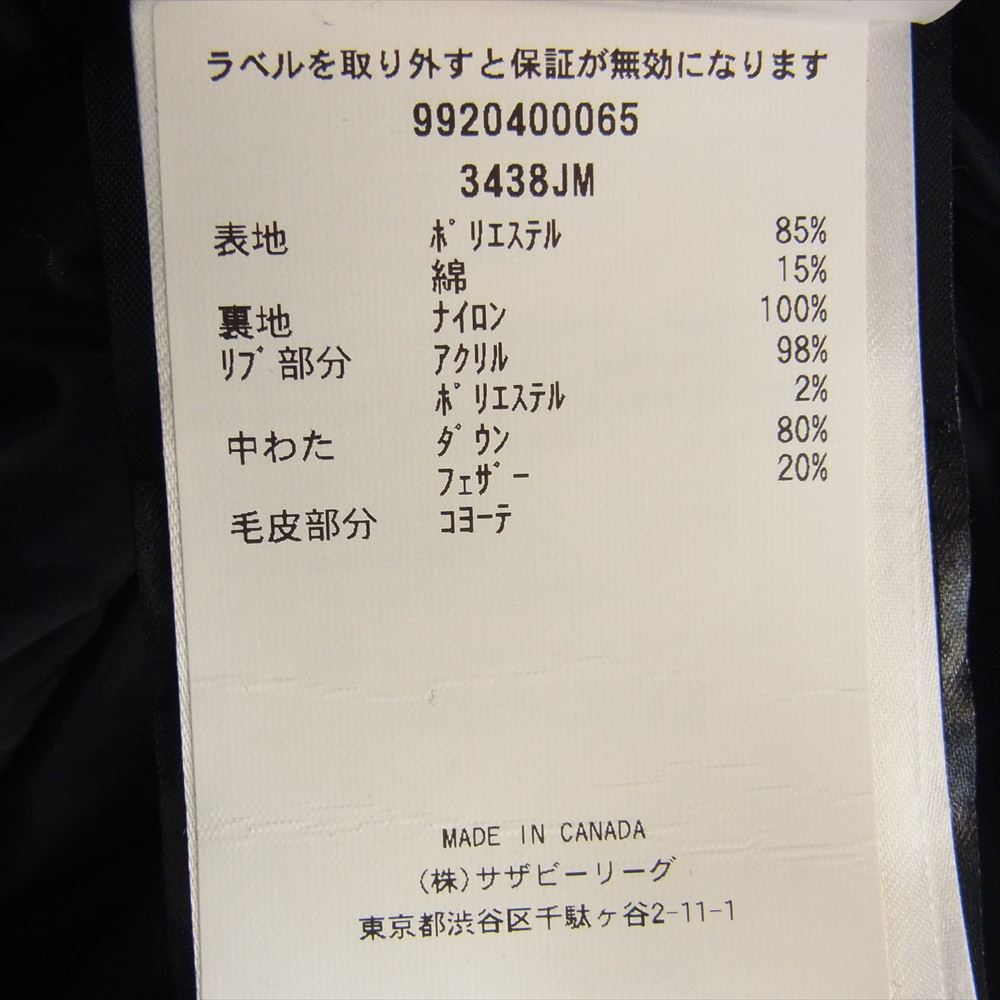 ラベルを取り外すと保証が無効になります
9920400065
3438JM
表地 ﾎﾟﾘｴｽﾃﾙ 85%
綿 15%
裏地 ﾅｲﾛﾝ 100%
ﾘﾌﾞ部分 ｱｸﾘﾙ 98%
ﾎﾟﾘｴｽﾃﾙ 2%
中わた ﾀﾞｳﾝ 80%
ﾌｪｻﾞｰ 20%
毛皮部分 ｺﾖｰﾃ
MADE IN CANADA
(株)サザビーリーグ
東京都渋谷区千駄ヶ谷2-11-1